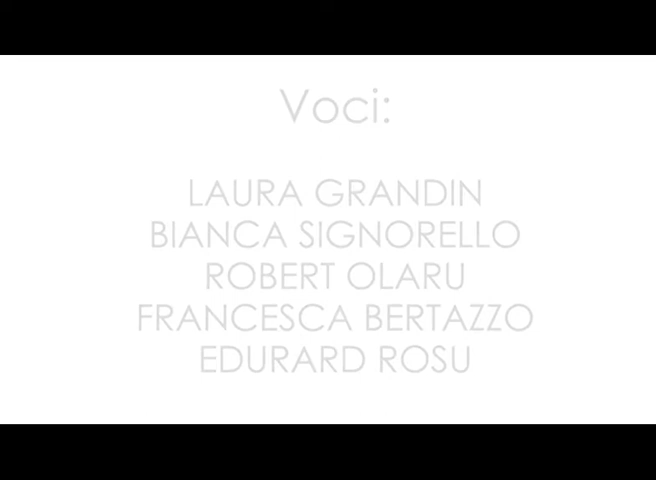 Voci:
LAURA GRANDIN
BIANCA SIGNORELLO
ROBERT OLARU
FRANCESCA BERTAZZO
EDURARD ROSU